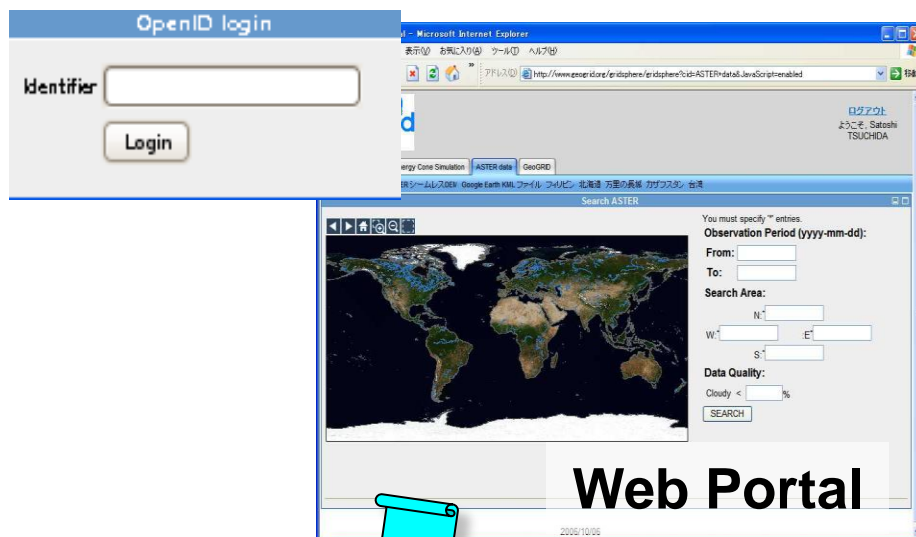 OpenID login
Identifier
Login
- Microsoft Internet Explorer
表示(V) お気に入り(A) ツール(T) ヘルプ(H)
アドレス(D) http://www.geogrid.org/gridsphere/gridsphere?cid=ASTER+data&JavaScript=enabled
ログアウト
ようこそ, Satoshi
TSUCHIDA
ergy Cone Simulation ASTER data GeoGRID
シームレスDEM Google Earth KML ファイル フィリピン 北海道 万里の長城 カザフスタン 台湾
Search ASTER
You must specify "*" entries.
Observation Period (yyyy-mm-dd):
From:
To:
Search Area:
N:*
W:* :E*
S:*
Data Quality:
Cloudy < %
SEARCH
Web Portal
2006/10/06